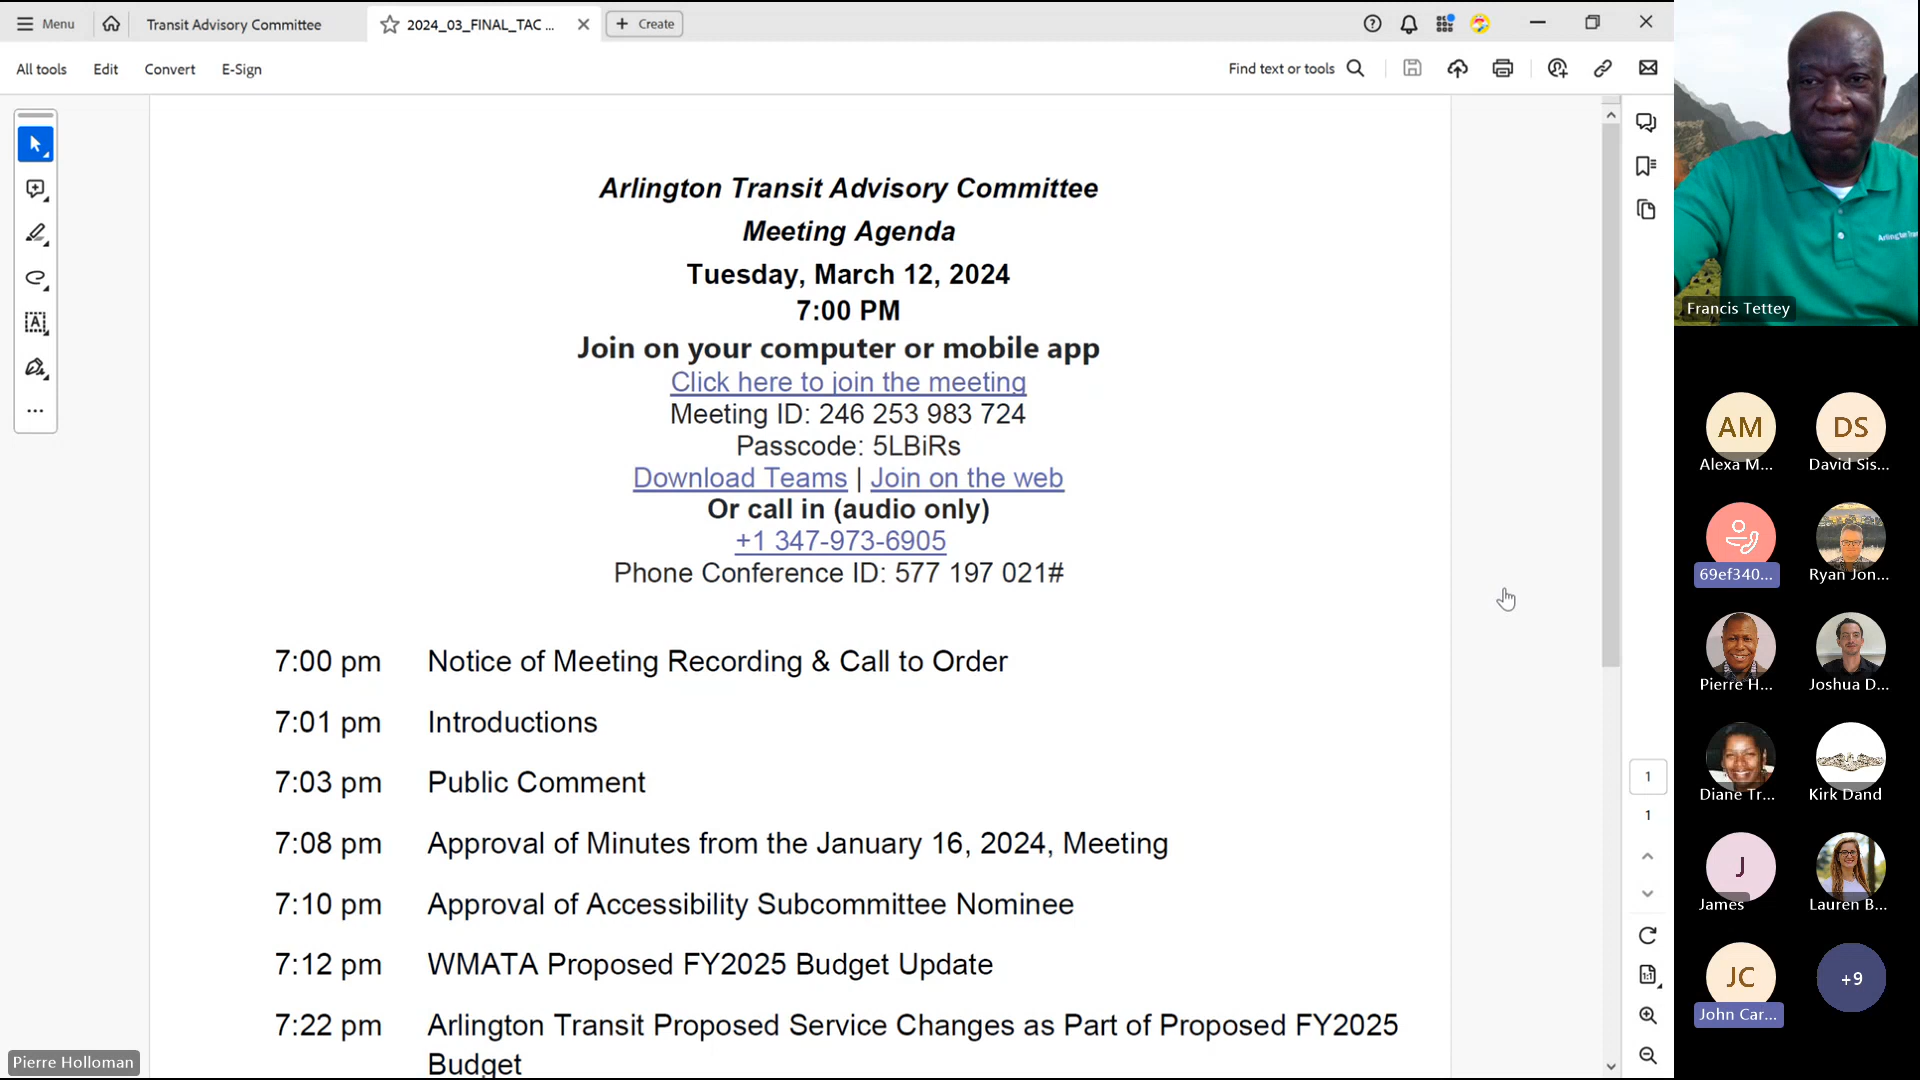 Menu
Transit Advisory Committee
2024_03_FINAL_TAC ...
Create
All tools
Edit
Convert
E-Sign
Find text or tools
Arlington Transit Advisory Committee
Meeting Agenda
Tuesday, March 12, 2024
7:00 PM
Join on your computer or mobile app
Click here to join the meeting
Meeting ID: 246 253 983 724
Passcode: 5LBiRs
Download Teams | Join on the web
Or call in (audio only)
+1 347-973-6905
Phone Conference ID: 577 197 021#
7:00 pm Notice of Meeting Recording & Call to Order
7:01 pm Introductions
7:03 pm Public Comment
7:08 pm Approval of Minutes from the January 16, 2024, Meeting
7:10 pm Approval of Accessibility Subcommittee Nominee
7:12 pm WMATA Proposed FY2025 Budget Update
7:22 pm Arlington Transit Proposed Service Changes as Part of Proposed FY2025
Budget
Pierre Holloman
1
1
Francis Tettey
AM
DS
Alexa M...
David Sis...
69ef340...
Ryan Jon...
Pierre H...
Joshua D...
Diane Tr...
Kirk Dand
J
James
Lauren B...
JC
+9
John Car...